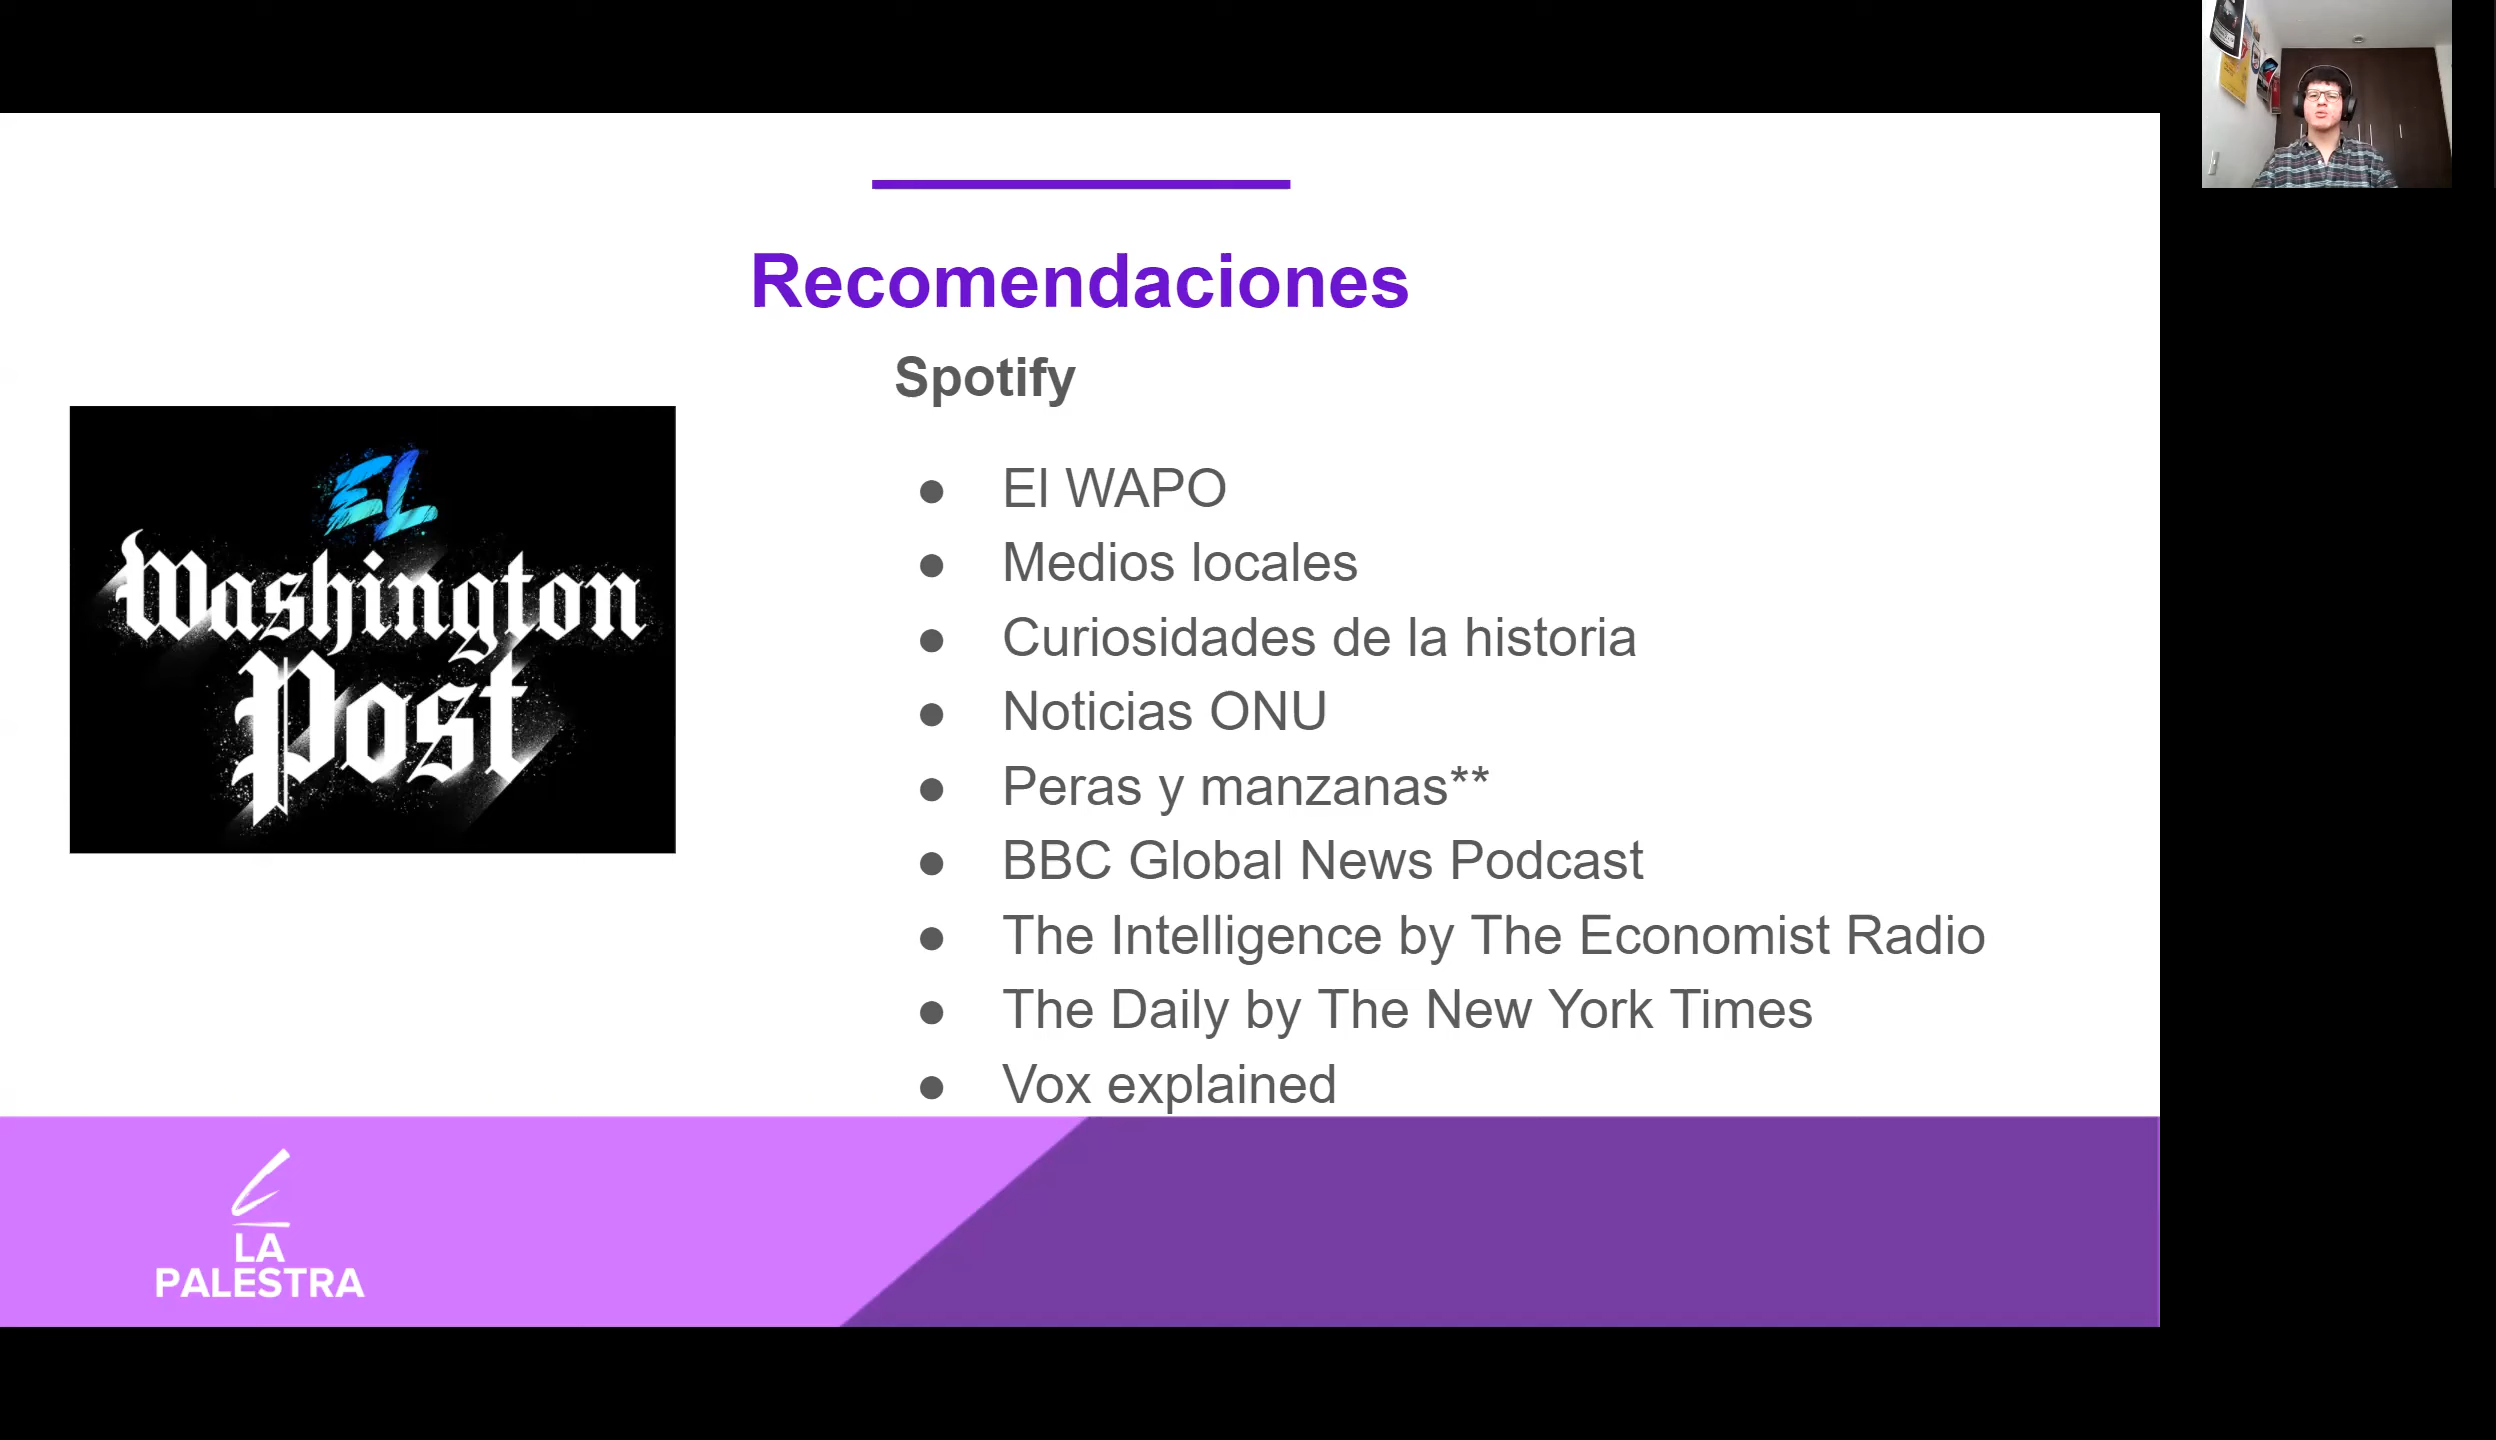 Recomendaciones
Spotify
EL
Washington
Post
● El WAPO
● Medios locales
● Curiosidades de la historia
● Noticias ONU
● Peras y manzanas**
● BBC Global News Podcast
● The Intelligence by The Economist Radio
● The Daily by The New York Times
● Vox explained
LA
PALESTRA